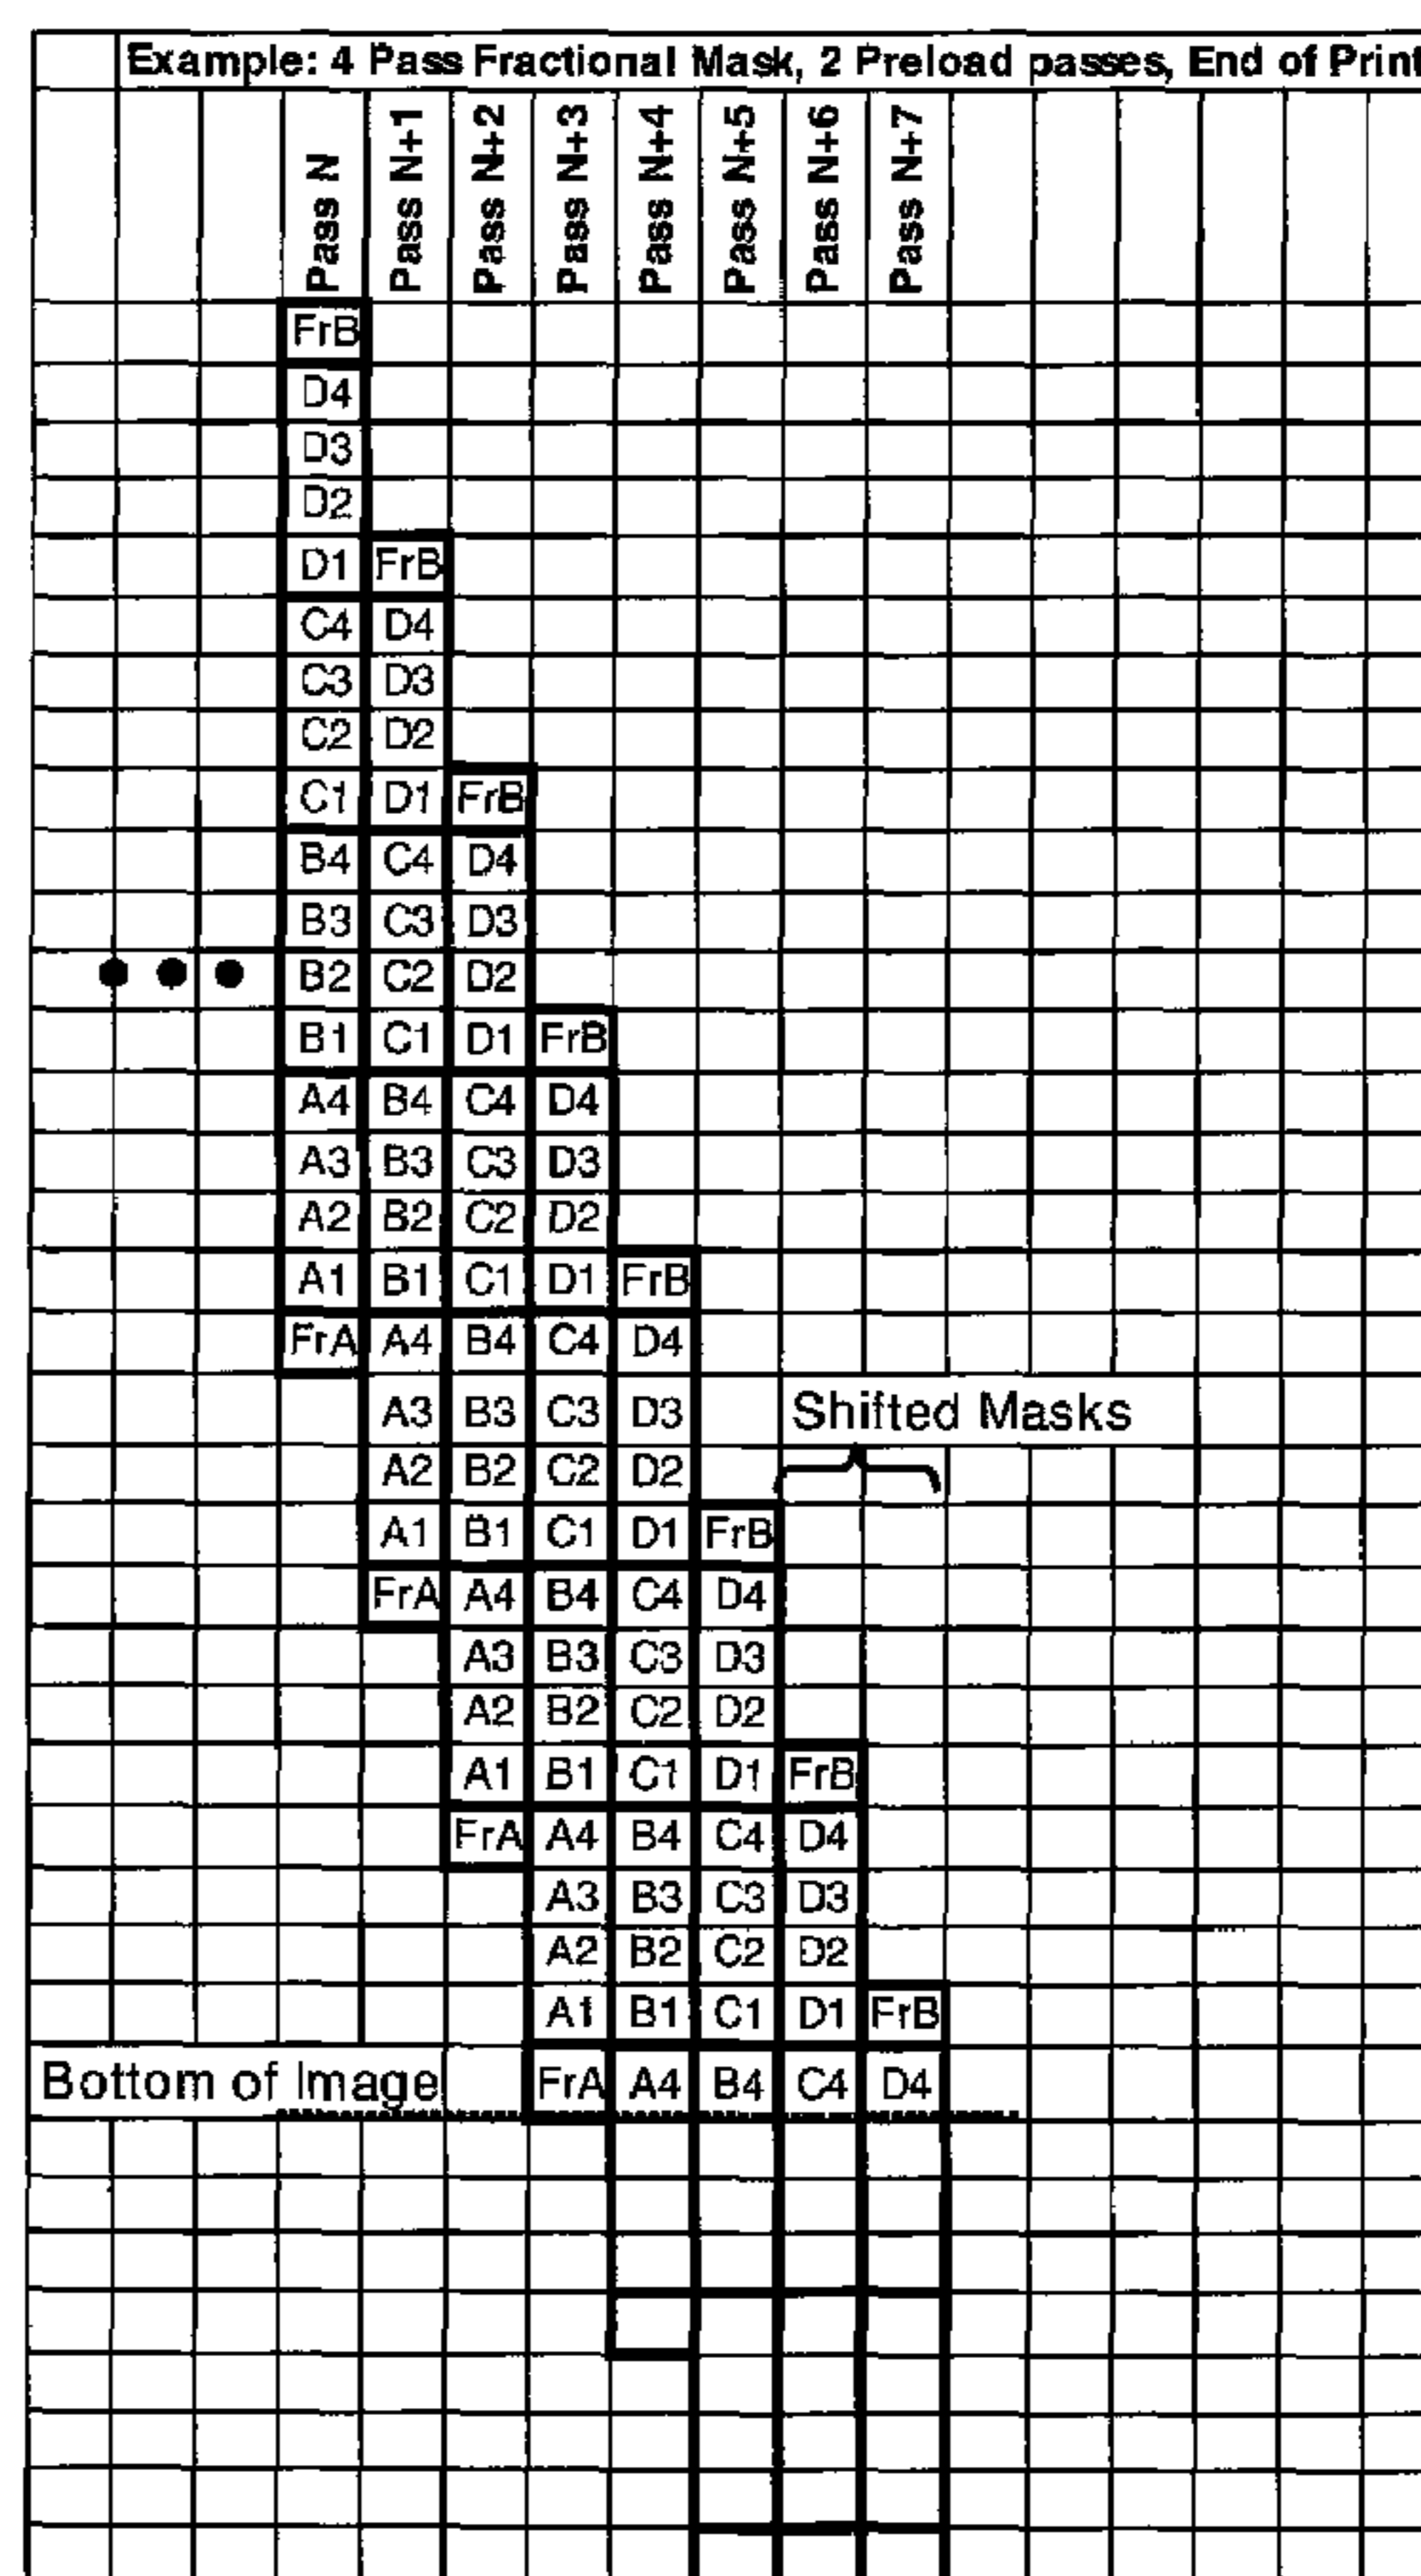 Example: 4 Pass Fractional Mask, 2 Preload passes, End of Print
Pass N Pass N+1 Pass N+2 Pass N+3 Pass N+4 Pass N+5 Pass N+6 Pass N+7
FrB
D4
D3
D2
D1 FrB
C4 D4
C3 D3
C2 D2
C1 D1 FrB
B4 C4 D4
B3 C3 D3
B2 C2 D2
B1 C1 D1 FrB
A4 B4 C4 D4
A3 B3 C3 D3
A2 B2 C2 D2
A1 B1 C1 D1 FrB
FrA A4 B4 C4 D4
A3 B3 C3 D3 Shifted Masks
A2 B2 C2 D2
A1 B1 C1 D1 FrB
FrA A4 B4 C4 D4
A3 B3 C3 D3
A2 B2 C2 D2
A1 B1 C1 D1 FrB
FrA A4 B4 C4 D4
A3 B3 C3 D3
A2 B2 C2 D2
A1 B1 C1 D1 FrB
Bottom of Image FrA A4 B4 C4 D4